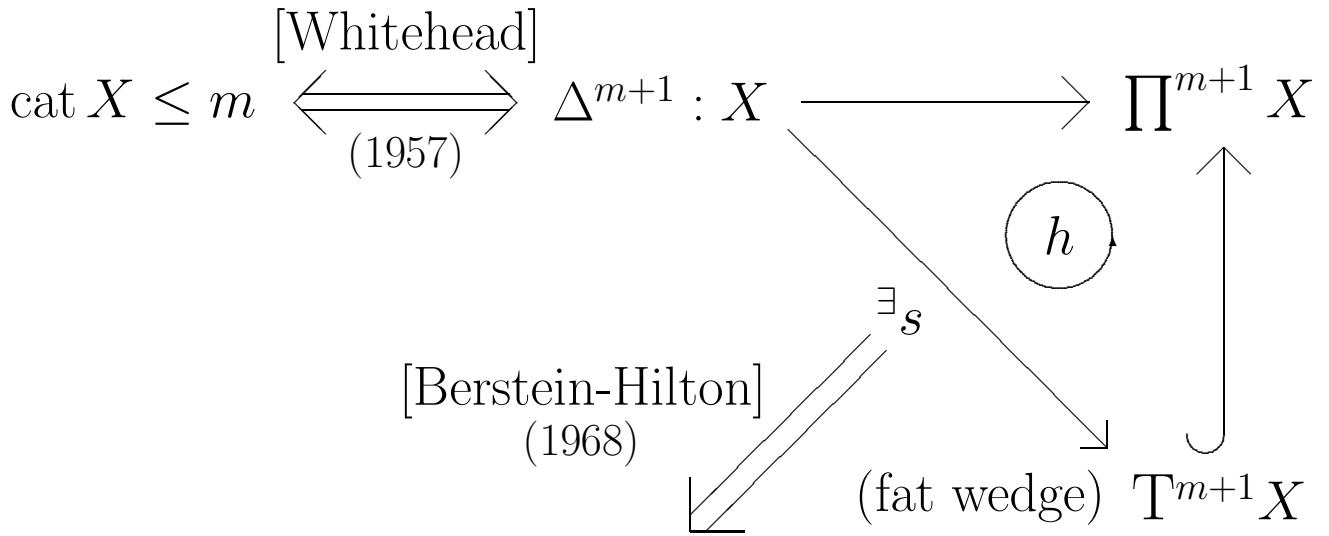 [Whitehead]
cat X ≤ m ⟺ Δ^{m+1} : X → ∏^{m+1} X
(1957)
h
∃s
[Berstein-Hilton]
(1968)
(fat wedge) T^{m+1}X